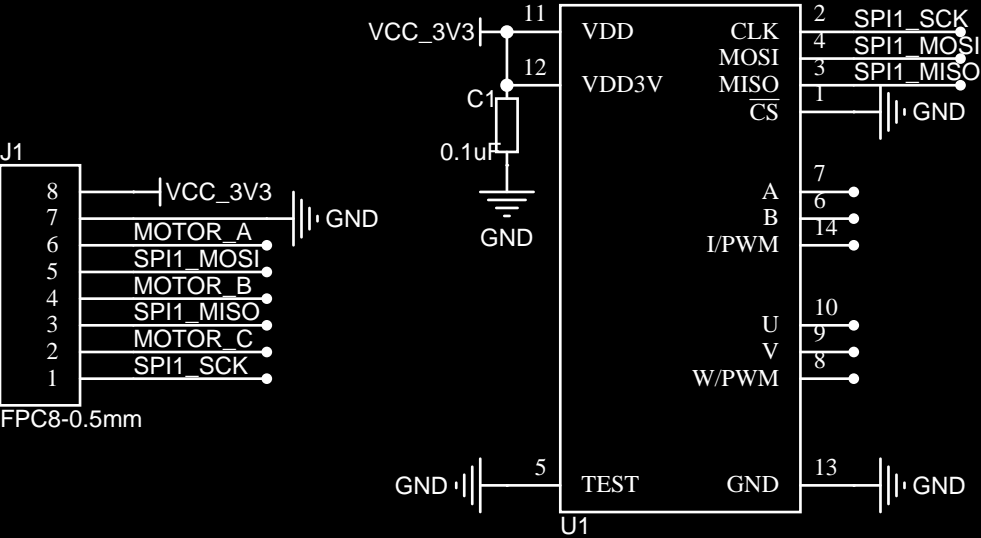 VCC_3V3
11
VDD
CLK
2
SPI1_SCK
MOSI
4
SPI1_MOSI
12
VDD3V
MISO
3
SPI1_MISO
C1
CS
1
GND
0.1uF
GND
J1
8
VCC_3V3
7
GND
6
MOTOR_A
5
SPI1_MOSI
4
MOTOR_B
3
SPI1_MISO
2
MOTOR_C
1
SPI1_SCK
FPC8-0.5mm
A
7
B
6
I/PWM
14
U
10
V
9
W/PWM
8
GND
5
TEST
GND
13
GND
U1